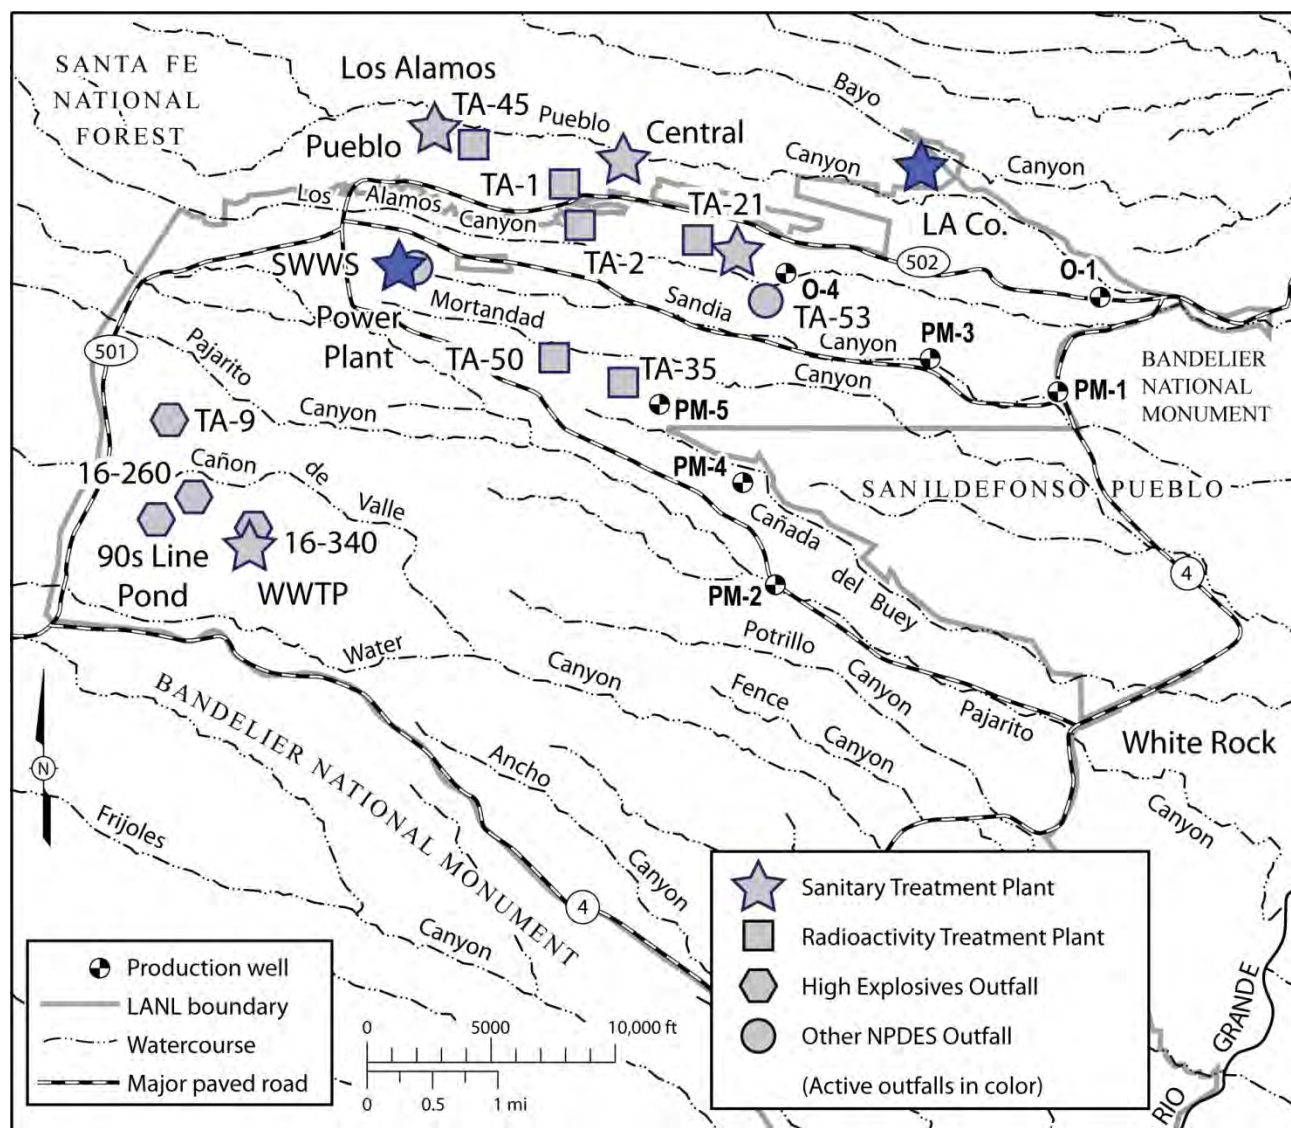 SANTA FE
NATIONAL
FOREST
Los Alamos
TA-45
Pueblo
Pueblo
Central
Bayo
Canyon
Canyon
TA-1
Los
Alamos
Canyon
TA-21
LA Co.
TA-2
502
O-1
SWWS
O-4
TA-53
Mortandad
Sandia
Canyon
PM-3
Power
Plant
501
Pajarito
Canyon
TA-50
TA-35
Canyon
PM-5
PM-1
BANDELIER
NATIONAL
MONUMENT
TA-9
16-260
Cañon
de
Valle
PM-4
SANILDEFONSO PUEBLO
90s Line
Pond
16-340
WWTP
Cañada
del
Buey
PM-2
4
Water
Canyon
Potrillo
Canyon
Fence
Canyon
Pajarito
White Rock
Canyon
BANDELIER NATIONAL MONUMENT
N
Ancho
Canyon
Frijoles
Canyon
4
RIO GRANDE
Production well
LANL boundary
Watercourse
Major paved road
0 5000 10,000 ft
0 0.5 1 mi
Sanitary Treatment Plant
Radioactivity Treatment Plant
High Explosives Outfall
Other NPDES Outfall
(Active outfalls in color)